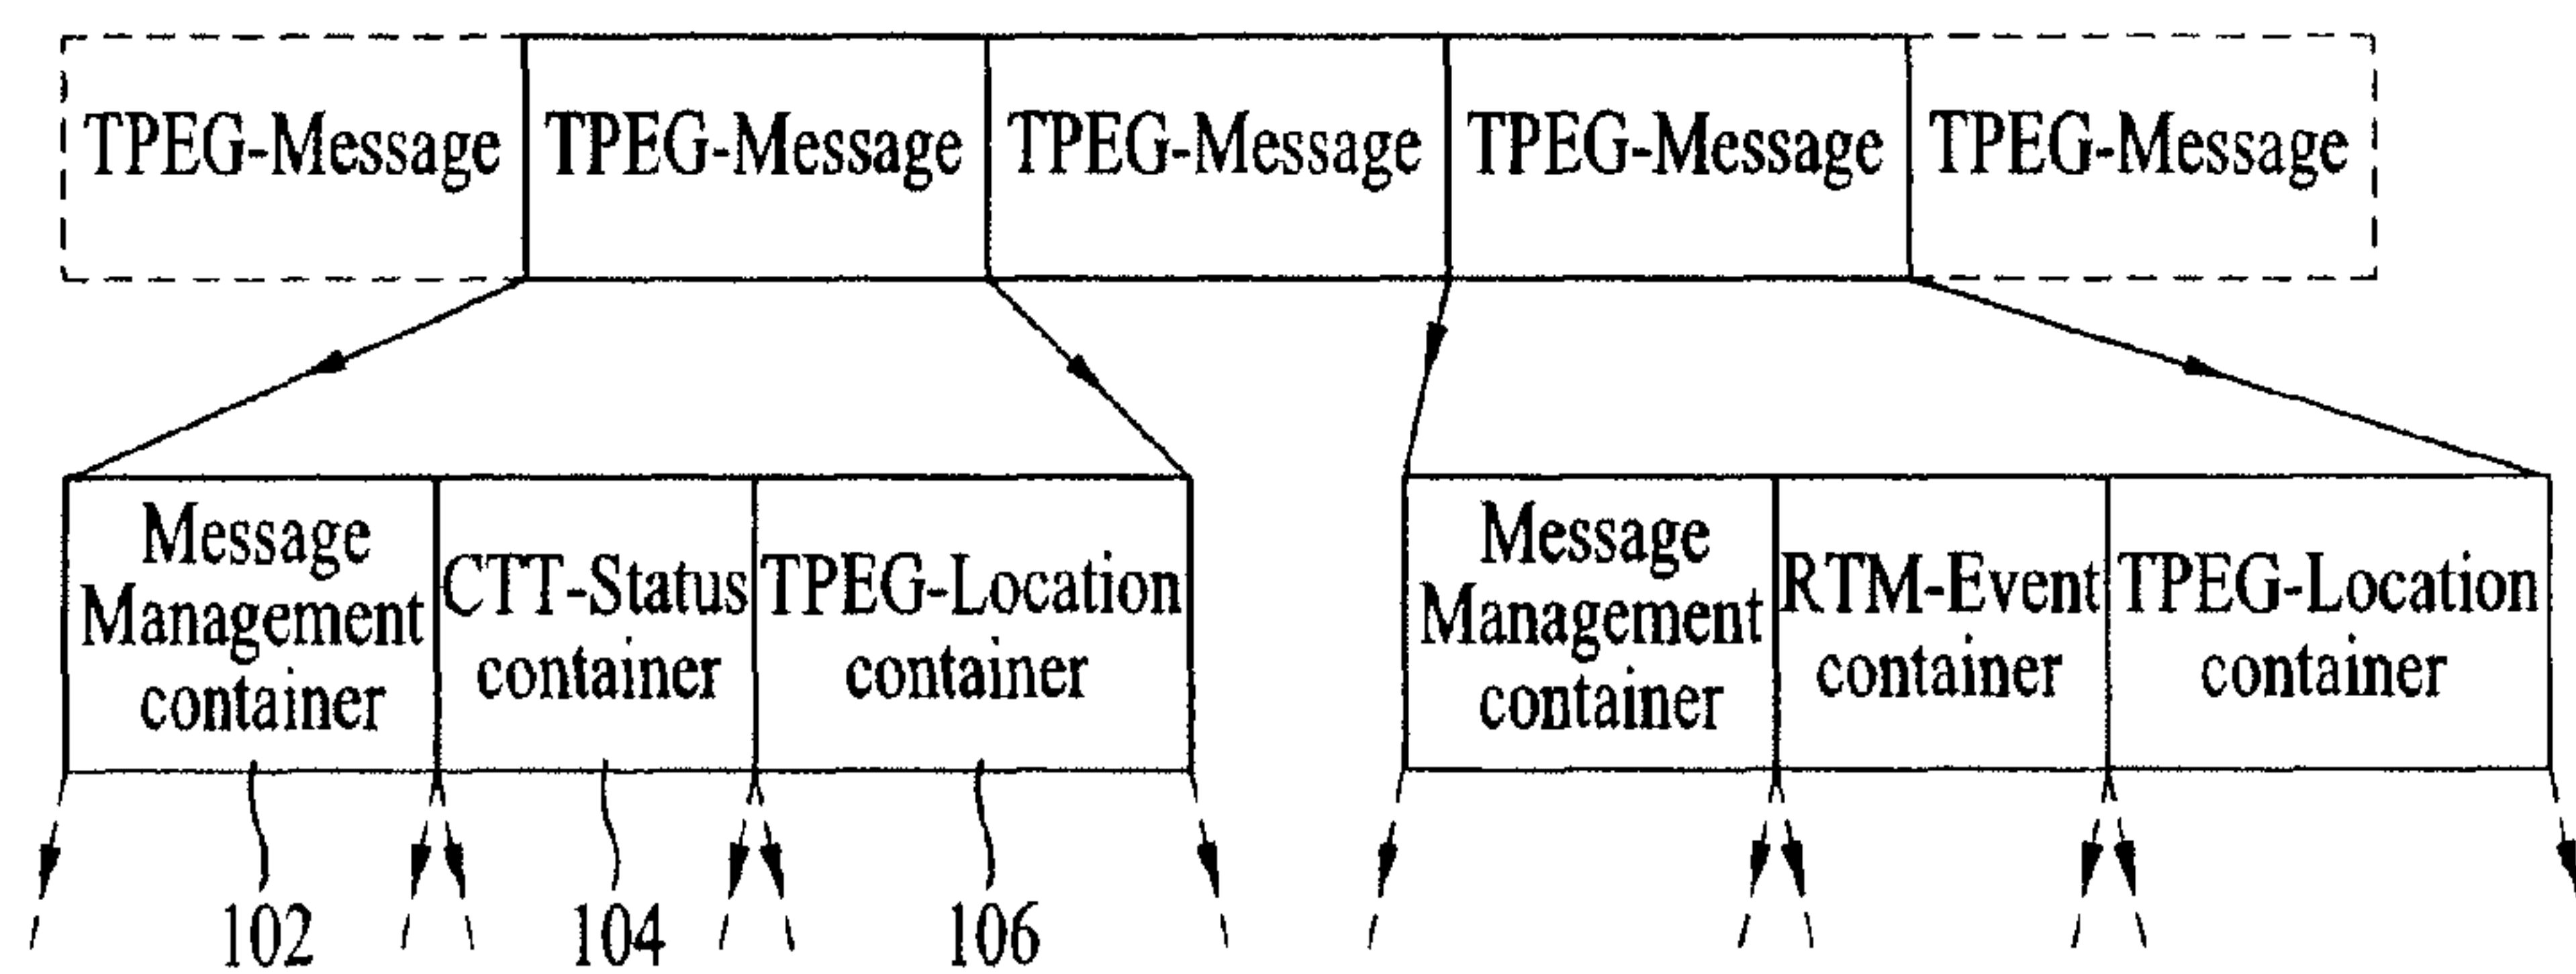 TPEG-Message TPEG-Message TPEG-Message TPEG-Message TPEG-Message
Message
Management
container
CTT-Status
container
TPEG-Location
container
Message
Management
container
RTM-Event
container
TPEG-Location
container
102 104 106